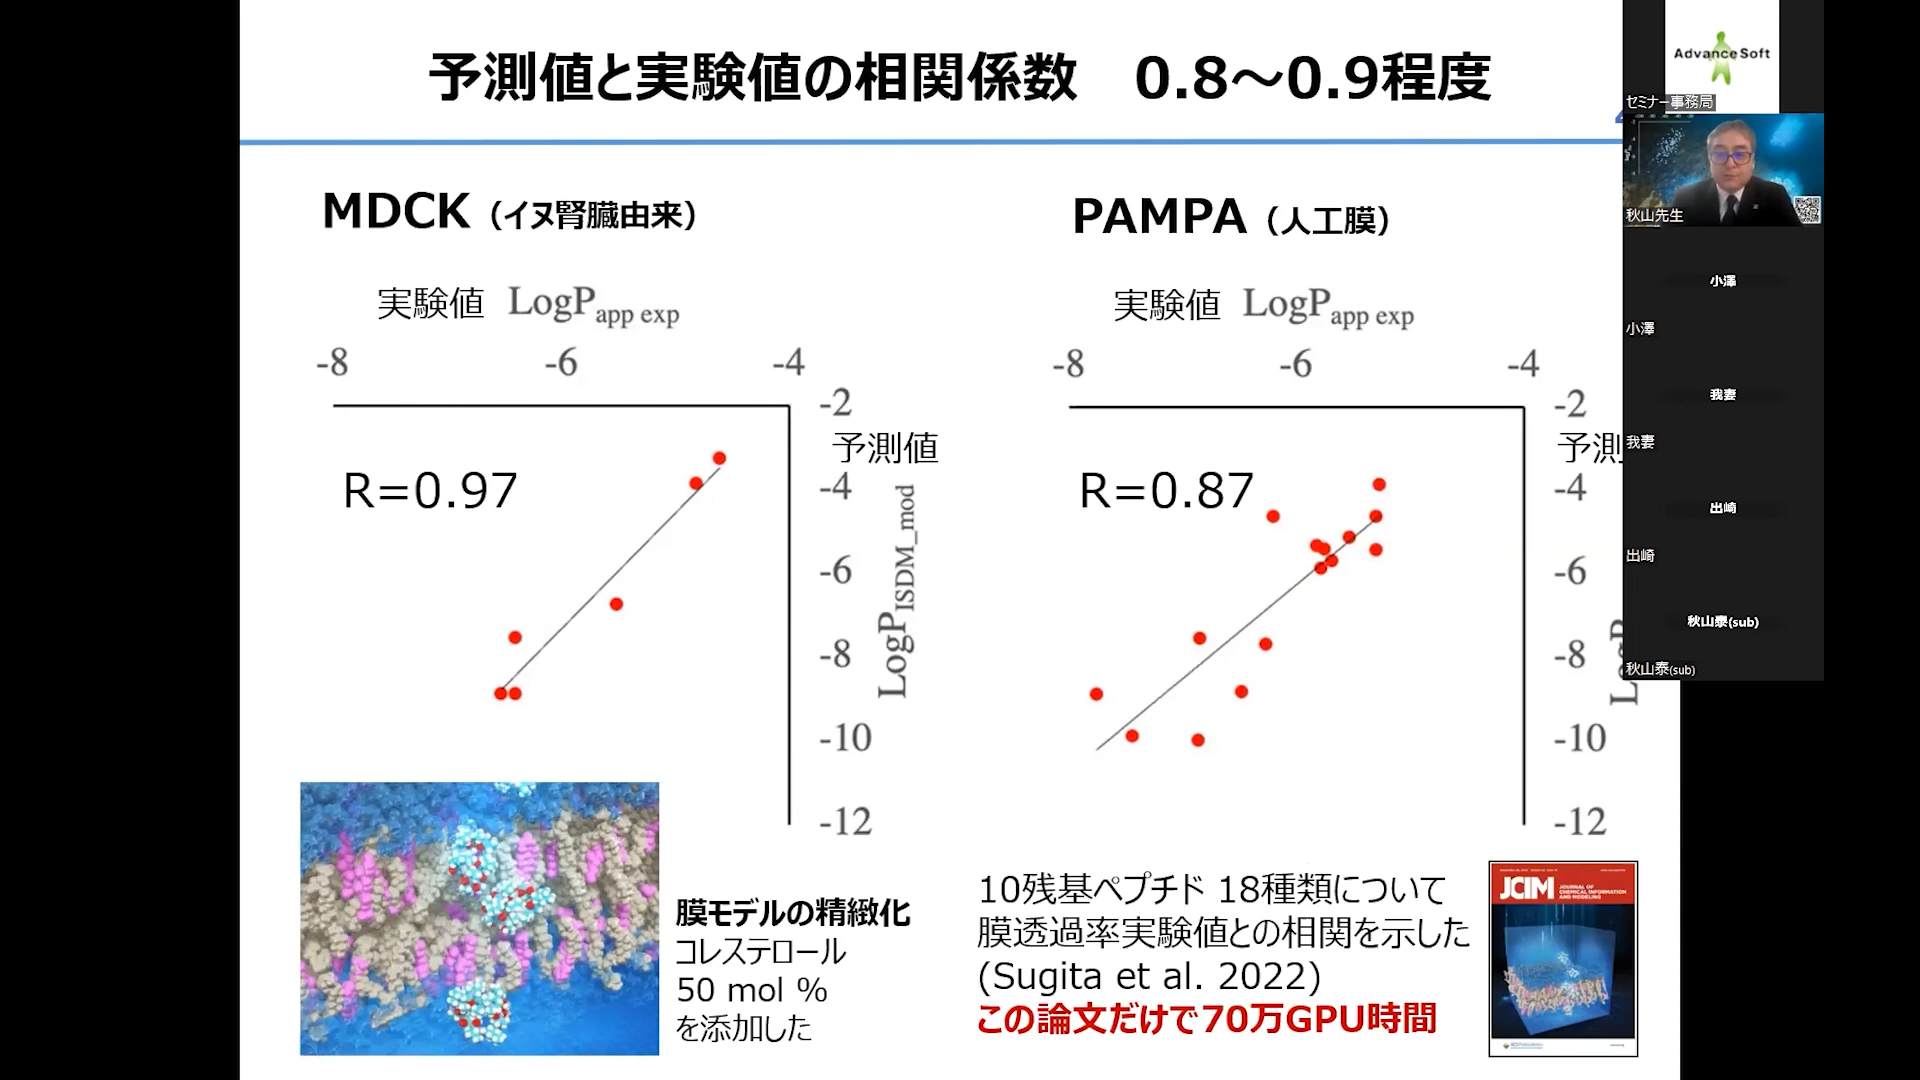 予測値と実験値の相関係数　0.8～0.9程度
MDCK（イヌ腎臓由来）
実験値 LogPapp exp
-8 -6 -4
-2
予測値
R=0.97
-4
-6
-8
-10
-12
LogPISDM_mod
PAMPA（人工膜）
実験値 LogPapp exp
-8 -6 -4
-2
予測
R=0.87
-4
-6
-8
-10
-12
LogP
膜モデルの精緻化
コレステロール
50 mol %
を添加した
10残基ペプチド 18種類について
膜透過率実験値との相関を示した
(Sugita et al. 2022)
この論文だけで70万GPU時間
JCIM
JOURNAL OF
CHEMICAL INFORMATION
AND MODELING
AdvanceSoft
セミナー事務局
秋山先生
小澤
小澤
我妻
我妻
出崎
出崎
秋山泰(sub)
秋山泰(sub)